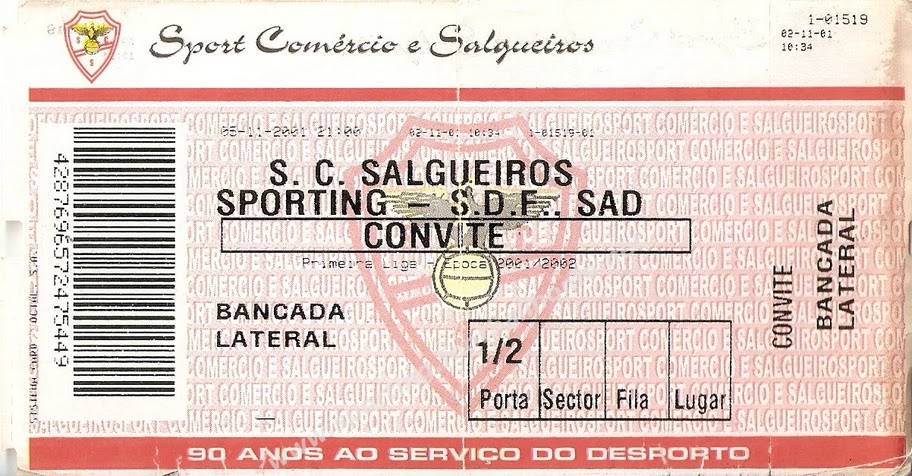 Sport Comércio e Salgueiros
1-01519
02-11-01
10:34
05-11-2001 21:00 02-11-01 10:34 1-01519-01
S. C. SALGUEIROS
SPORTING - S.D.F., SAD
CONVITE
Primeira Liga - Época 2001/2002
BANCADA
LATERAL
1/2
Porta Sector Fila Lugar
CONVITE
BANCADA
LATERAL
4287696572475449
90 ANOS AO SERVIÇO DO DESPORTO